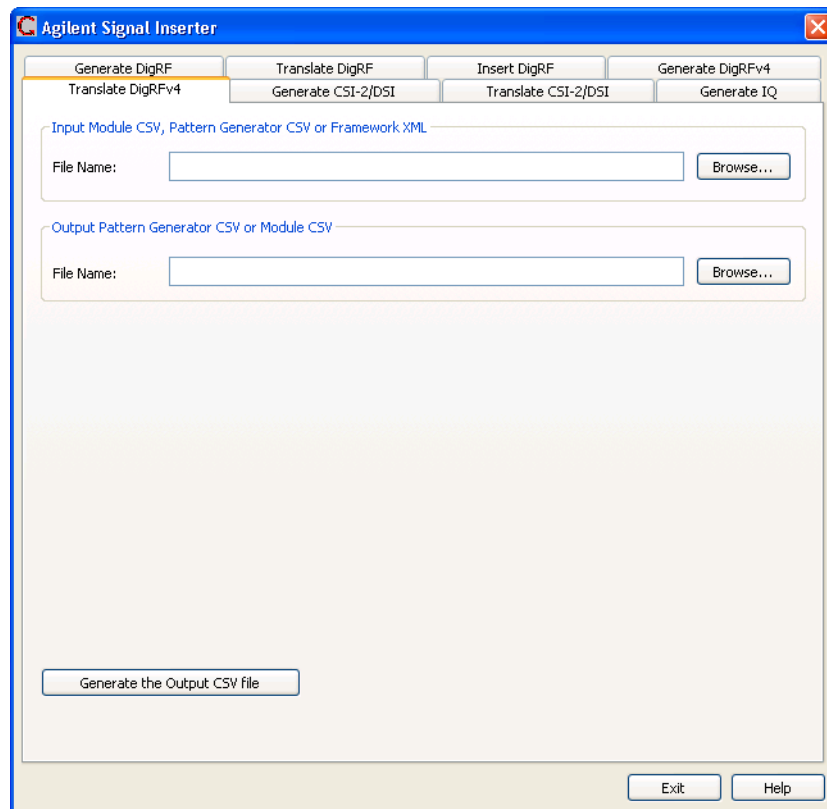 Agilent Signal Inserter
Generate DigRF Translate DigRF Insert DigRF Generate DigRFv4
Translate DigRFv4 Generate CSI-2/DSI Translate CSI-2/DSI Generate IQ
Input Module CSV, Pattern Generator CSV or Framework XML
File Name: Browse...
Output Pattern Generator CSV or Module CSV
File Name: Browse...
Generate the Output CSV file
Exit Help